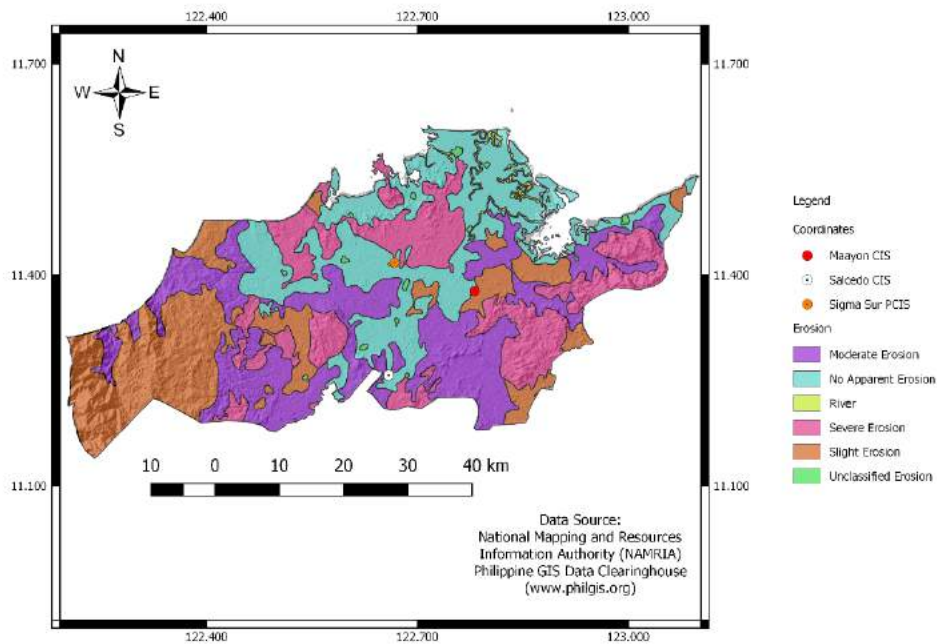 122.400 122.700 123.000
11.700 11.700
N
W E
S
Legend
Coordinates
Maayon CIS
Salcedo CIS
11.400 11.400
Sigma Sur PCIS
Erosion
Moderate Erosion
No Apparent Erosion
River
Severe Erosion
Slight Erosion
Unclassified Erosion
10 0 10 20 30 40 km
11.100 11.100
Data Source:
National Mapping and Resources
Information Authority (NAMRIA)
Philippine GIS Data Clearinghouse
(www.philgis.org)
122.400 122.700 123.000